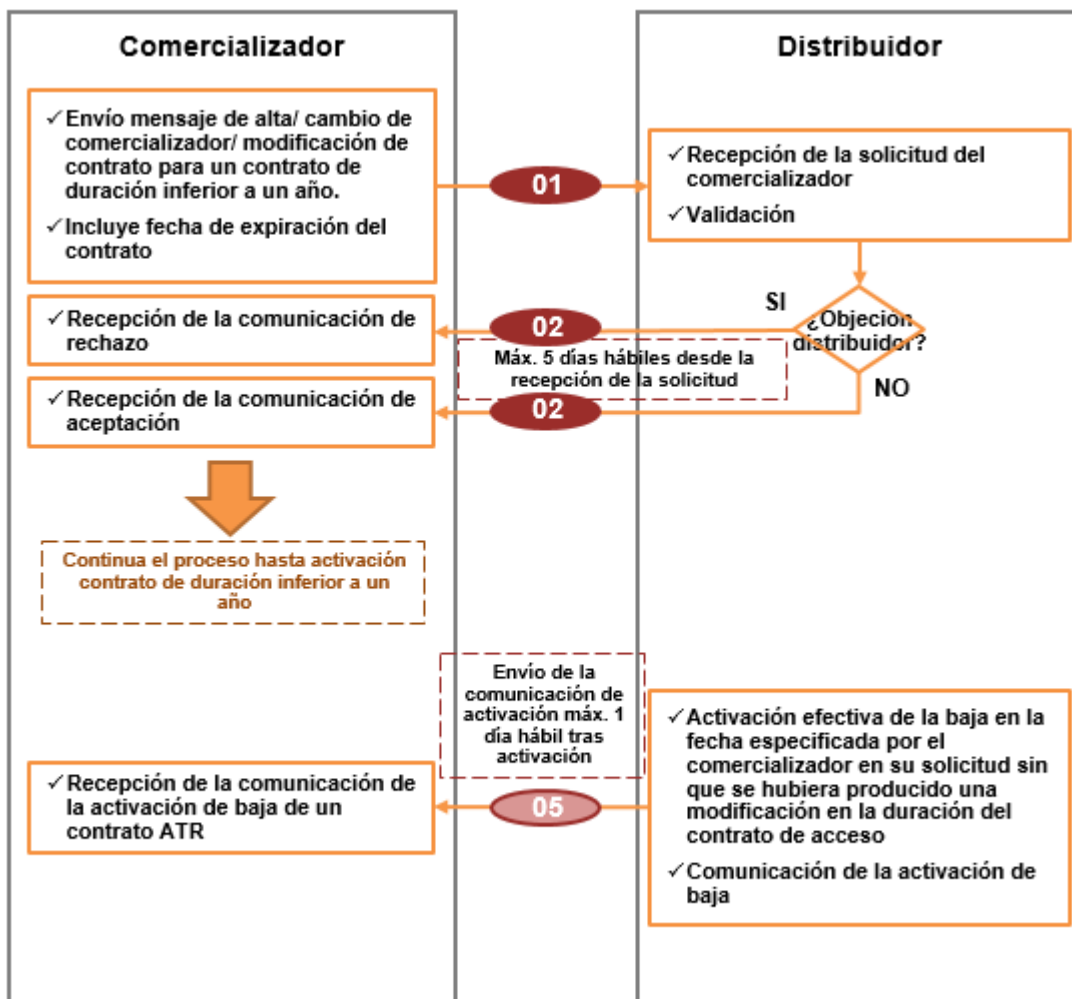 Comercializador
Distribuidor
✓ Envío mensaje de alta/ cambio de
comercializador/ modificación de
contrato para un contrato de
duración inferior a un año.
✓ Incluye fecha de expiración del
contrato
01
✓ Recepción de la solicitud del
comercializador
✓ Validación
SI
¿Objeción
distribuidor?
NO
02
✓ Recepción de la comunicación de
rechazo
Máx. 5 días hábiles desde la
recepción de la solicitud
02
✓ Recepción de la comunicación de
aceptación
Continua el proceso hasta activación
contrato de duración inferior a un
año
Envío de la
comunicación de
activación máx. 1
día hábil tras
activación
✓ Activación efectiva de la baja en la
fecha especificada por el
comercializador en su solicitud sin
que se hubiera producido una
modificación en la duración del
contrato de acceso
✓ Comunicación de la activación de
baja
05
✓ Recepción de la comunicación de
la activación de baja de un
contrato ATR